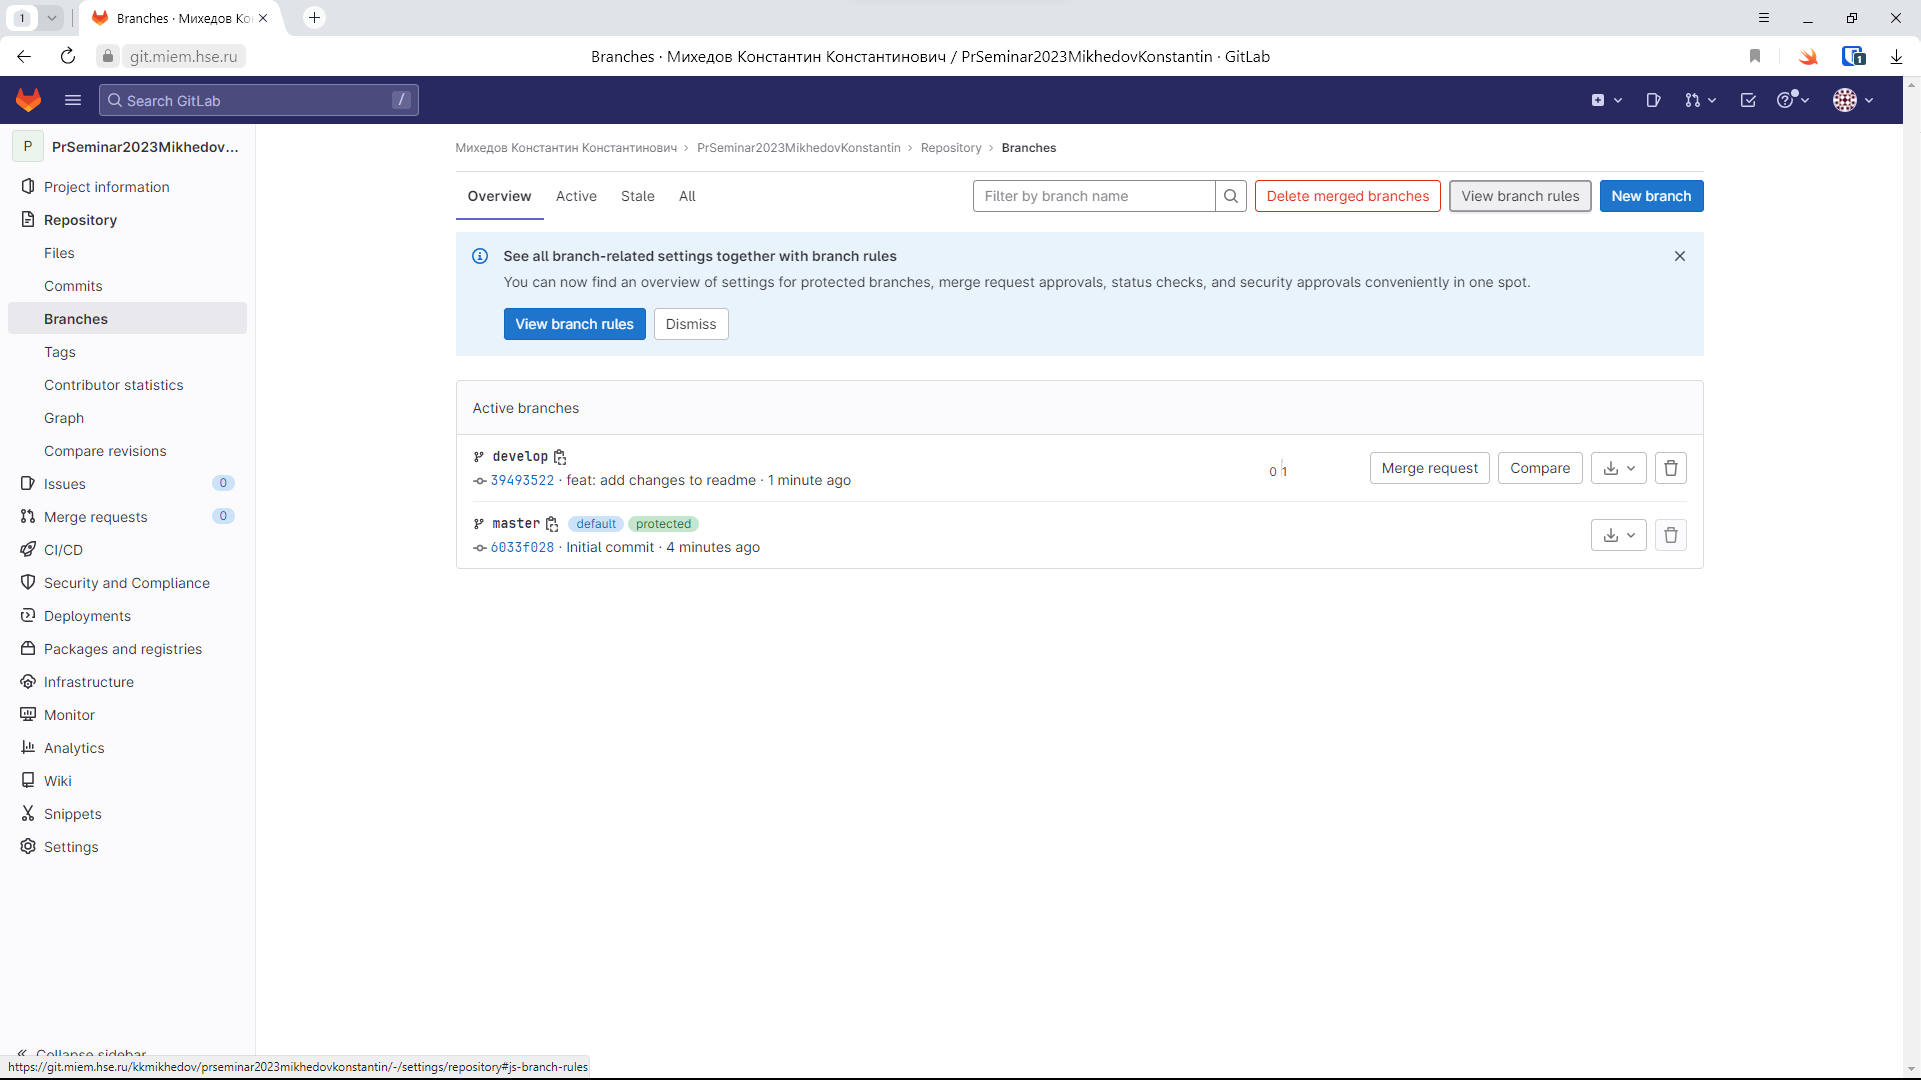 1
Branches · Михедов Ко
git.miem.hse.ru
Branches · Михедов Константин Константинович / PrSeminar2023MikhedovKonstantin · GitLab
1
Search GitLab
/
P
PrSeminar2023Mikhedov...
Project information
Repository
Files
Commits
Branches
Tags
Contributor statistics
Graph
Compare revisions
Issues
0
Merge requests
0
CI/CD
Security and Compliance
Deployments
Packages and registries
Infrastructure
Monitor
Analytics
Wiki
Snippets
Settings
Collapse sidebar
Михедов Константин Константинович › PrSeminar2023MikhedovKonstantin › Repository › Branches
Overview
Active
Stale
All
Filter by branch name
Delete merged branches
View branch rules
New branch
See all branch-related settings together with branch rules
You can now find an overview of settings for protected branches, merge request approvals, status checks, and security approvals conveniently in one spot.
View branch rules
Dismiss
Active branches
develop
39493522 · feat: add changes to readme · 1 minute ago
0 1
Merge request
Compare
master default protected
6033f028 · Initial commit · 4 minutes ago
https://git.miem.hse.ru/kkmikhedov/prseminar2023mikhedovkonstantin/-/settings/repository#js-branch-rules